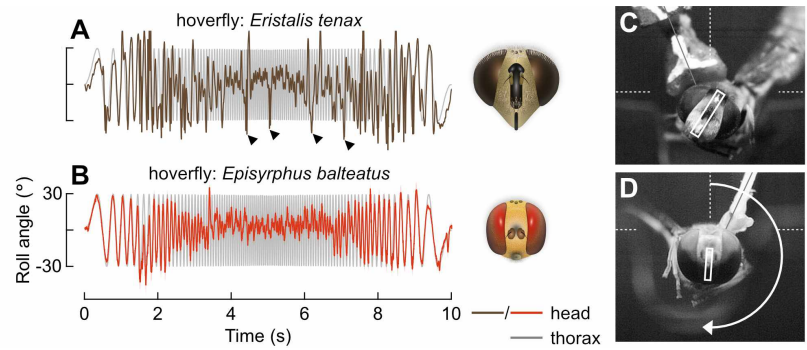 A
hoverfly: Eristalis tenax
B
hoverfly: Episyrphus balteatus
Roll angle (°)
30
-30
0 2 4 6 8 10
Time (s)
/ head
thorax
C
D